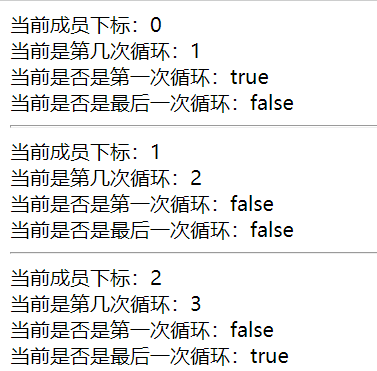 当前成员下标：0
当前是第几次循环：1
当前是否是第一次循环：true
当前是否是最后一次循环：false
当前成员下标：1
当前是第几次循环：2
当前是否是第一次循环：false
当前是否是最后一次循环：false
当前成员下标：2
当前是第几次循环：3
当前是否是第一次循环：false
当前是否是最后一次循环：true